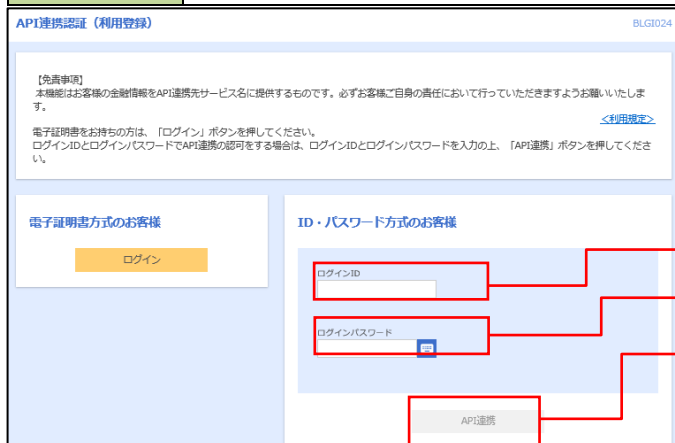 API連携認証（利用登録）
BLGI024
【免責事項】
本機能はお客様の金融情報をAPI連携先サービス名に提供するものです。必ずお客様ご自身の責任において行っていただきますようお願いいたしま
す。
<利用規定>
電子証明書をお持ちの方は、「ログイン」ボタンを押してください。
ログインIDとログインパスワードでAPI連携の認可をする場合は、ログインIDとログインパスワードを入力の上、「API連携」ボタンを押してくださ
い。
電子証明書方式のお客様
ログイン
ID・パスワード方式のお客様
ログインID
ログインパスワード
API連携